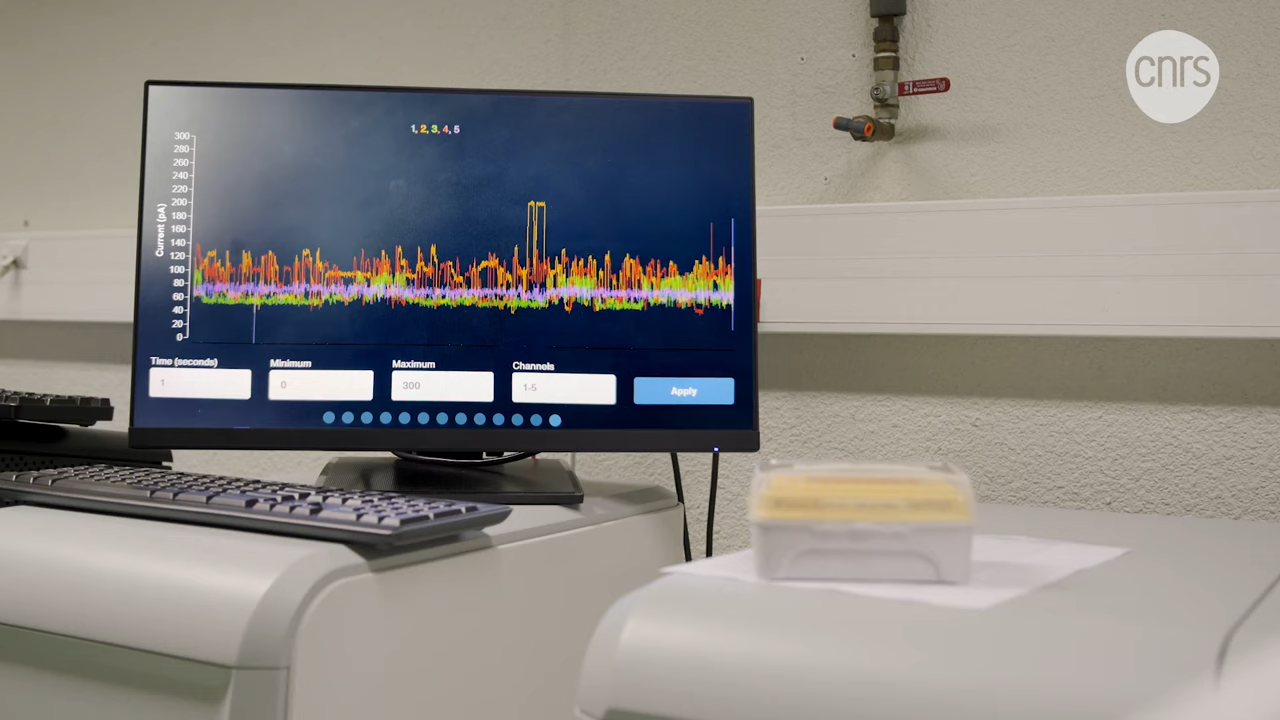 cnrs
1, 2, 3, 4, 5
300
280
260
240
220
200
180
160
140
120
100
80
60
40
20
0
Current (pA)
Time (seconds)
Minimum
Maximum
Channels
1
0
300
1-5
Apply